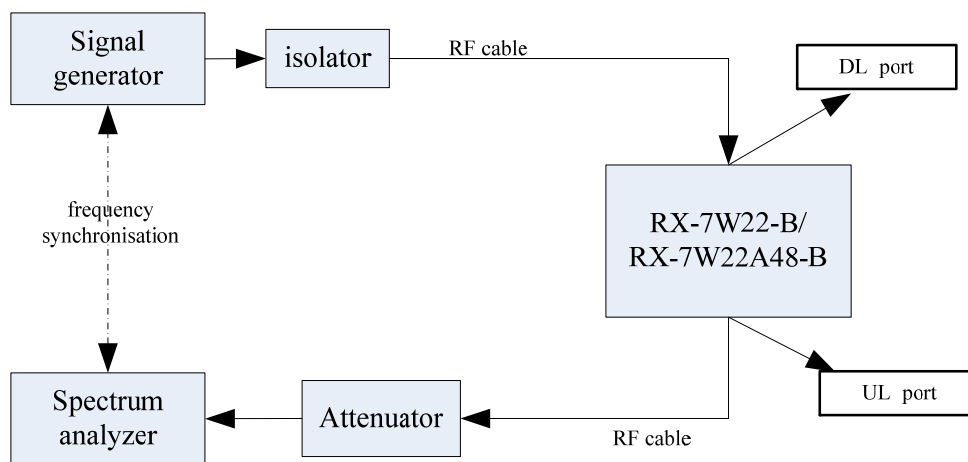 Signal
generator
isolator
RF cable
DL port
frequency
synchronisation
RX-7W22-B/
RX-7W22A48-B
Spectrum
analyzer
Attenuator
RF cable
UL port